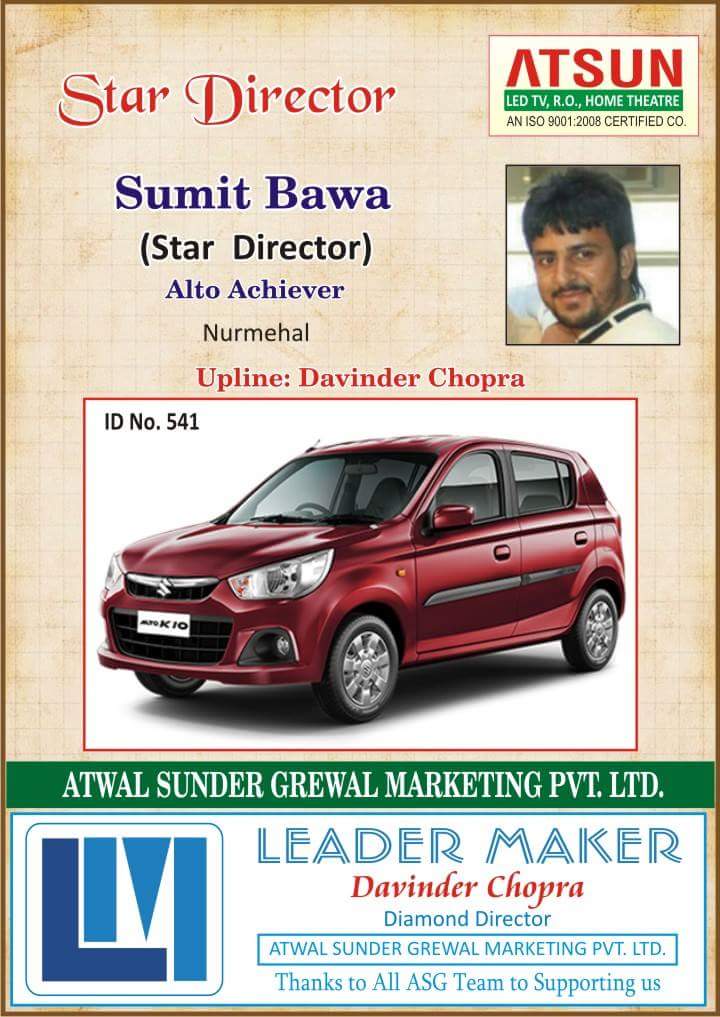 Star Director
ATSUN
LED TV, R.O., HOME THEATRE
AN ISO 9001:2008 CERTIFIED CO.
Sumit Bawa
(Star Director)
Alto Achiever
Nurmehal
Upline: Davinder Chopra
ID No. 541
ALTO K10
ATWAL SUNDER GREWAL MARKETING PVT. LTD.
LM
LEADER MAKER
Davinder Chopra
Diamond Director
ATWAL SUNDER GREWAL MARKETING PVT. LTD.
Thanks to All ASG Team to Supporting us